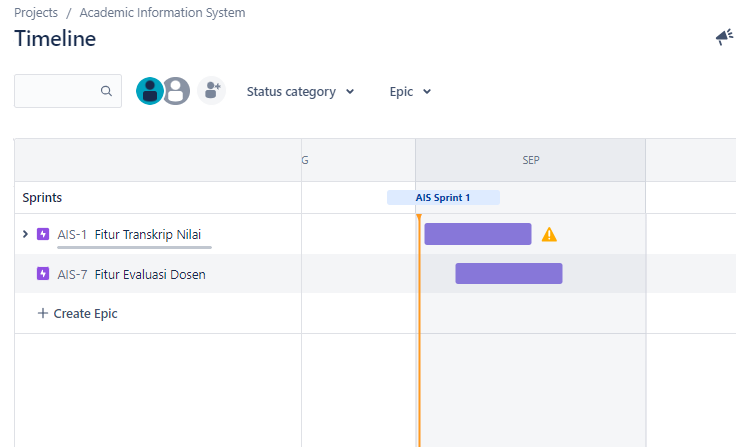 Projects / Academic Information System
Timeline
Status category
Epic
G
SEP
Sprints
AIS Sprint 1
AIS-1 Fitur Transkrip Nilai
AIS-7 Fitur Evaluasi Dosen
+ Create Epic